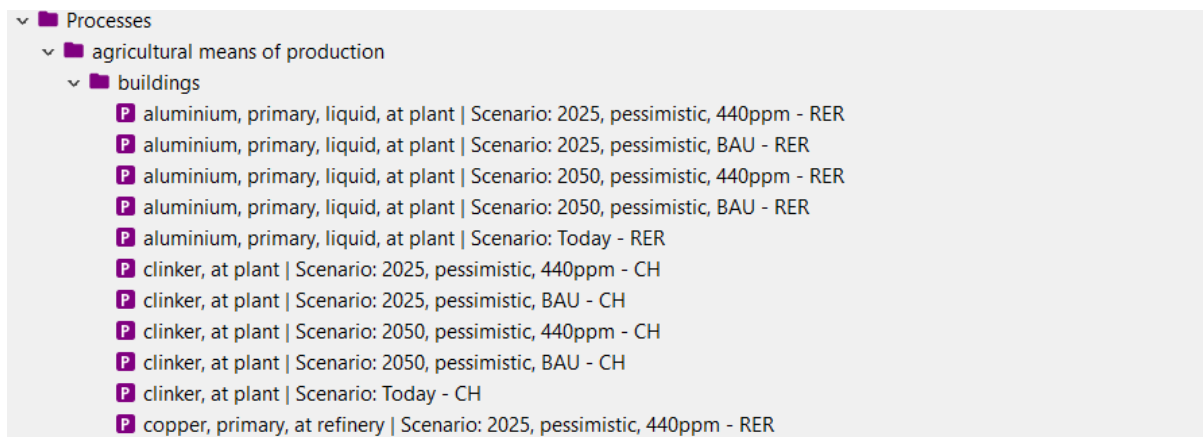 Processes
agricultural means of production
buildings
P aluminium, primary, liquid, at plant | Scenario: 2025, pessimistic, 440ppm - RER
P aluminium, primary, liquid, at plant | Scenario: 2025, pessimistic, BAU - RER
P aluminium, primary, liquid, at plant | Scenario: 2050, pessimistic, 440ppm - RER
P aluminium, primary, liquid, at plant | Scenario: 2050, pessimistic, BAU - RER
P aluminium, primary, liquid, at plant | Scenario: Today - RER
P clinker, at plant | Scenario: 2025, pessimistic, 440ppm - CH
P clinker, at plant | Scenario: 2025, pessimistic, BAU - CH
P clinker, at plant | Scenario: 2050, pessimistic, 440ppm - CH
P clinker, at plant | Scenario: 2050, pessimistic, BAU - CH
P clinker, at plant | Scenario: Today - CH
P copper, primary, at refinery | Scenario: 2025, pessimistic, 440ppm - RER